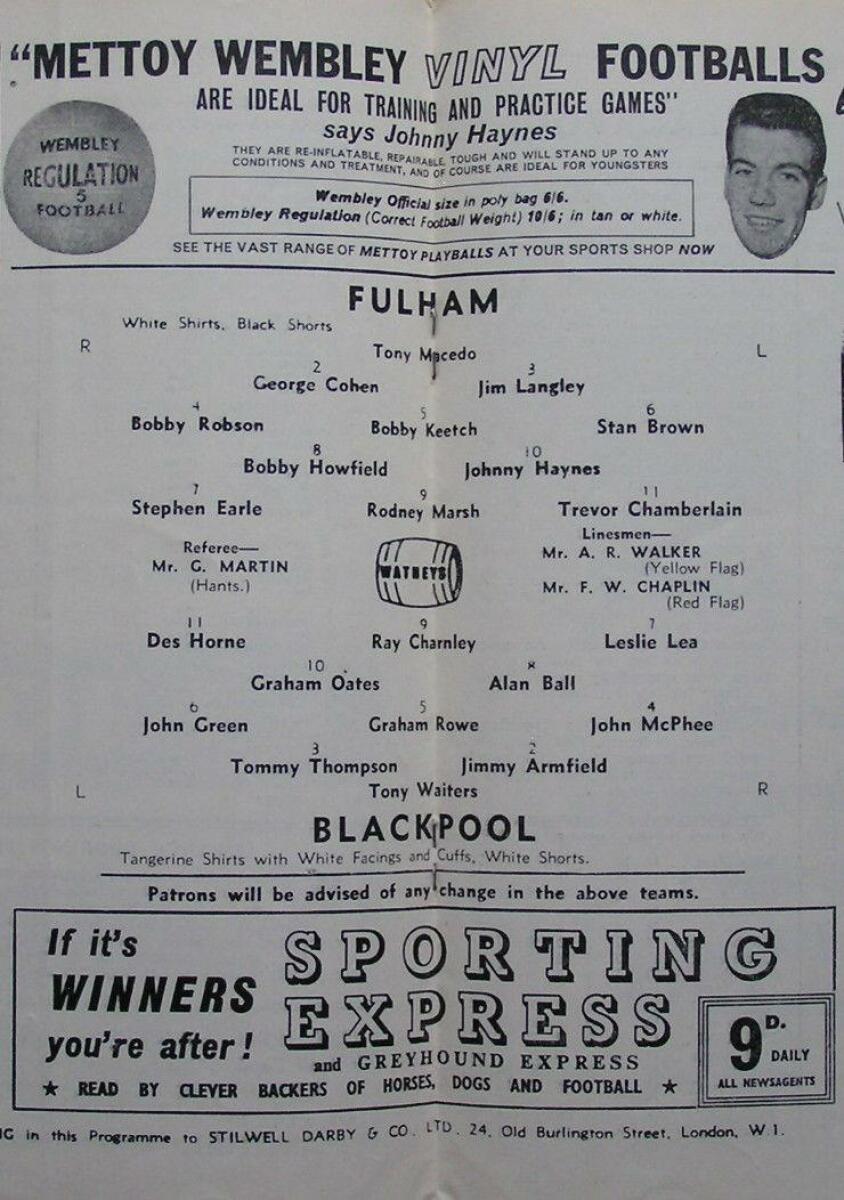 "METTOY WEMBLEY VINYL FOOTBALLS
ARE IDEAL FOR TRAINING AND PRACTICE GAMES"
says Johnny Haynes
THEY ARE RE-INFLATABLE, REPAIRABLE, TOUGH AND WILL STAND UP TO ANY
CONDITIONS AND TREATMENT, AND OF COURSE ARE IDEAL FOR YOUNGSTERS
WEMBLEY
REGULATION
5
FOOTBALL
Wembley Official size in poly bag 6/6.
Wembley Regulation (Correct Football Weight) 10/6; in tan or white.
SEE THE VAST RANGE OF METTOY PLAYBALLS AT YOUR SPORTS SHOP NOW
FULHAM
White Shirts, Black Shorts
R L
Tony Macedo
2 3
George Cohen Jim Langley
4 5 6
Bobby Robson Bobby Keetch Stan Brown
8 10
Bobby Howfield Johnny Haynes
7 9 11
Stephen Earle Rodney Marsh Trevor Chamberlain
Referee— Linesmen—
Mr. G. MARTIN WATNEYS Mr. A. R. WALKER
(Hants.) (Yellow Flag)
Mr. F. W. CHAPLIN
(Red Flag)
11 9 7
Des Horne Ray Charnley Leslie Lea
10 8
Graham Oates Alan Ball
6 5 4
John Green Graham Rowe John McPhee
3 2
Tommy Thompson Jimmy Armfield
L Tony Waiters R
BLACKPOOL
Tangerine Shirts with White Facings and Cuffs, White Shorts.
Patrons will be advised of any change in the above teams.
If it's
WINNERS
you're after!
SPORTING
EXPRESS
and GREYHOUND EXPRESS
★ READ BY CLEVER BACKERS OF HORSES, DOGS AND FOOTBALL ★
9D. DAILY
ALL NEWSAGENTS
in this Programme to STILWELL DARBY & CO. LTD. 24, Old Burlington Street, London, W.1.